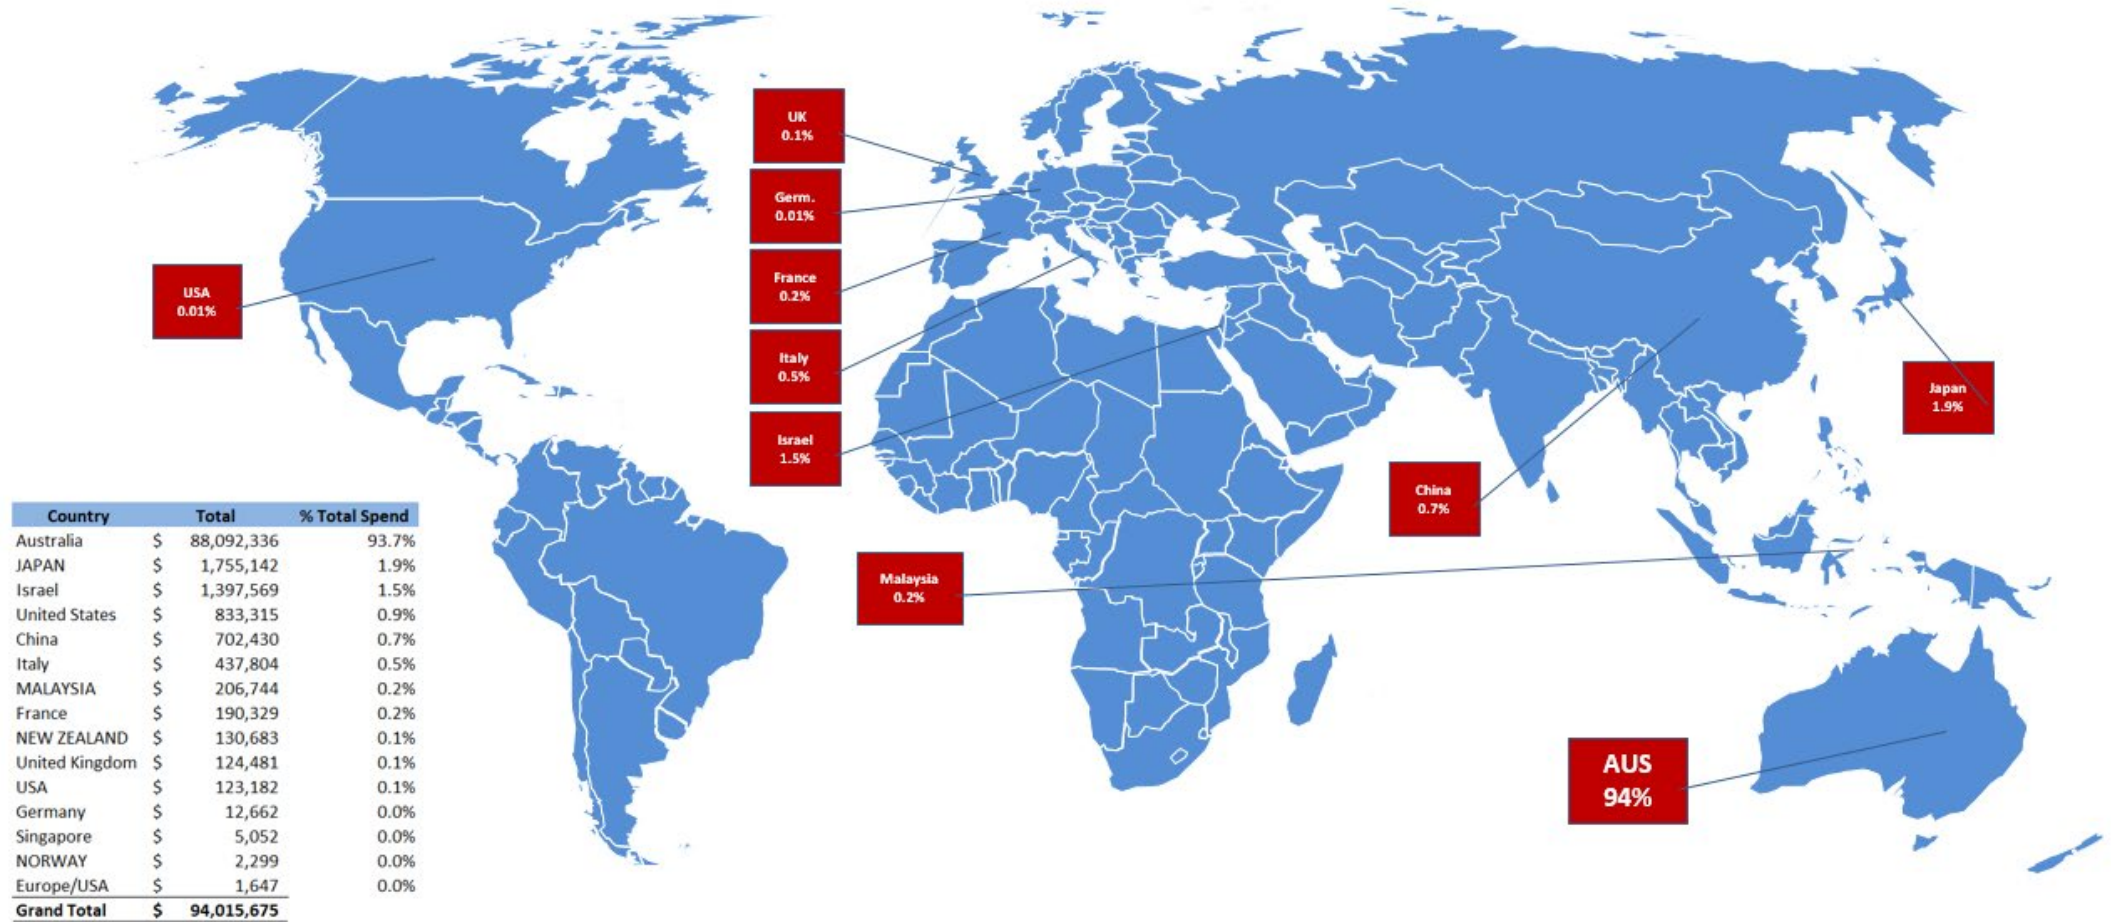 UK
0.1%
Germ.
0.01%
France
0.2%
USA
0.01%
Italy
0.5%
Israel
1.5%
Japan
1.9%
China
0.7%
Malaysia
0.2%
AUS
94%
Country Total % Total Spend
Australia $ 88,092,336 93.7%
JAPAN $ 1,755,142 1.9%
Israel $ 1,397,569 1.5%
United States $ 833,315 0.9%
China $ 702,430 0.7%
Italy $ 437,804 0.5%
MALAYSIA $ 206,744 0.2%
France $ 190,329 0.2%
NEW ZEALAND $ 130,683 0.1%
United Kingdom $ 124,481 0.1%
USA $ 123,182 0.1%
Germany $ 12,662 0.0%
Singapore $ 5,052 0.0%
NORWAY $ 2,299 0.0%
Europe/USA $ 1,647 0.0%
Grand Total $ 94,015,675